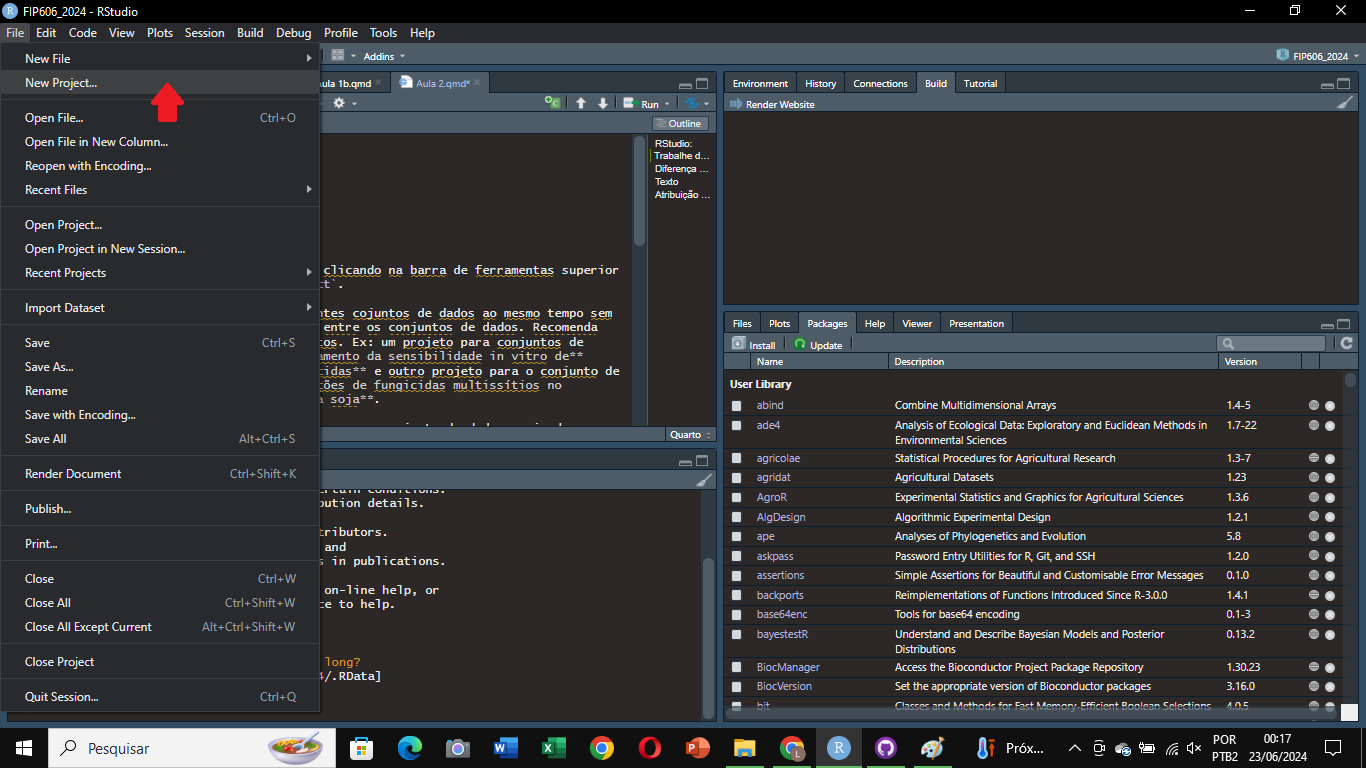 FIP606_2024 - RStudio
File Edit Code View Plots Session Build Debug Profile Tools Help
New File
New Project...
Open File... Ctrl+O
Open File in New Column...
Reopen with Encoding...
Recent Files
Open Project...
Open Project in New Session...
Recent Projects
Import Dataset
Save Ctrl+S
Save As...
Rename
Save with Encoding...
Save All Alt+Ctrl+S
Render Document Ctrl+Shift+K
Publish...
Print...
Close Ctrl+W
Close All Ctrl+Shift+W
Close All Except Current Alt+Ctrl+Shift+W
Close Project
Quit Session... Ctrl+Q
Addins
FIP606_2024
1b.qmd Aula 2.qmd*
Run
Outline
RStudio:
Trabalhe d...
Diferença ...
Texto
Atribuição ...
clicando na barra de ferramentas superior
cojuntos de dados ao mesmo tempo sem
entre os conjuntos de dados. Recomenda
Ex: um projeto para conjuntos de
da sensibilidade in vitro de**
e outro projeto para o conjunto de
de fungicidas multissítios no
soja**.
Quarto
conditions.
bution details.
tributors.
and
in publications.
on-line help, or
to help.
long?
/.RData]
Environment History Connections Build Tutorial
Render Website
Files Plots Packages Help Viewer Presentation
Install Update
Name Description Version
User Library
abind Combine Multidimensional Arrays 1.4-5
ade4 Analysis of Ecological Data: Exploratory and Euclidean Methods in 1.7-22
Environmental Sciences
agricolae Statistical Procedures for Agricultural Research 1.3-7
agridat Agricultural Datasets 1.23
AgroR Experimental Statistics and Graphics for Agricultural Sciences 1.3.6
AlgDesign Algorithmic Experimental Design 1.2.1
ape Analyses of Phylogenetics and Evolution 5.8
askpass Password Entry Utilities for R, Git, and SSH 1.2.0
assertions Simple Assertions for Beautiful and Customisable Error Messages 0.1.0
backports Reimplementations of Functions Introduced Since R-3.0.0 1.4.1
base64enc Tools for base64 encoding 0.1-3
bayestestR Understand and Describe Bayesian Models and Posterior 0.13.2
Distributions
BiocManager Access the Bioconductor Project Package Repository 1.30.23
BiocVersion Set the appropriate version of Bioconductor packages 3.16.0
bit Classes and Methods for Fast Memory-Efficient Boolean Selections 4.0.5
Pesquisar
Próx...
POR
PTB2
00:17
23/06/2024